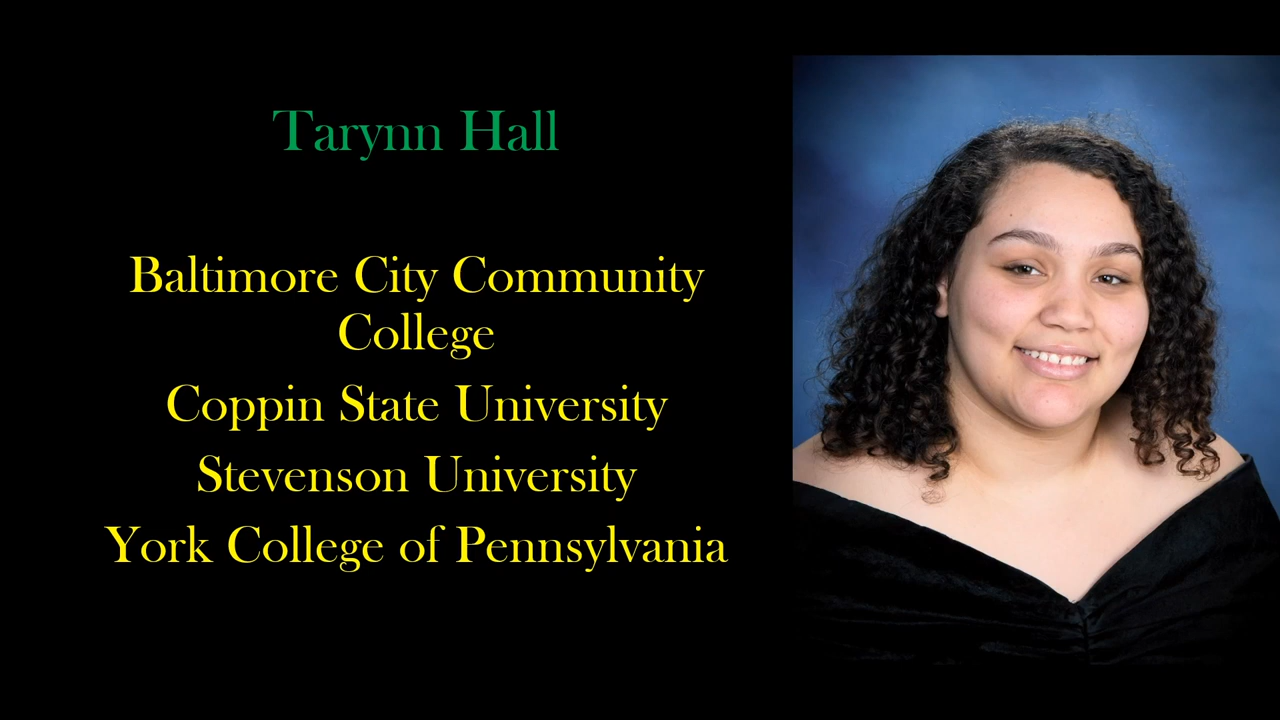 Tarynn Hall
Baltimore City Community
College
Coppin State University
Stevenson University
York College of Pennsylvania